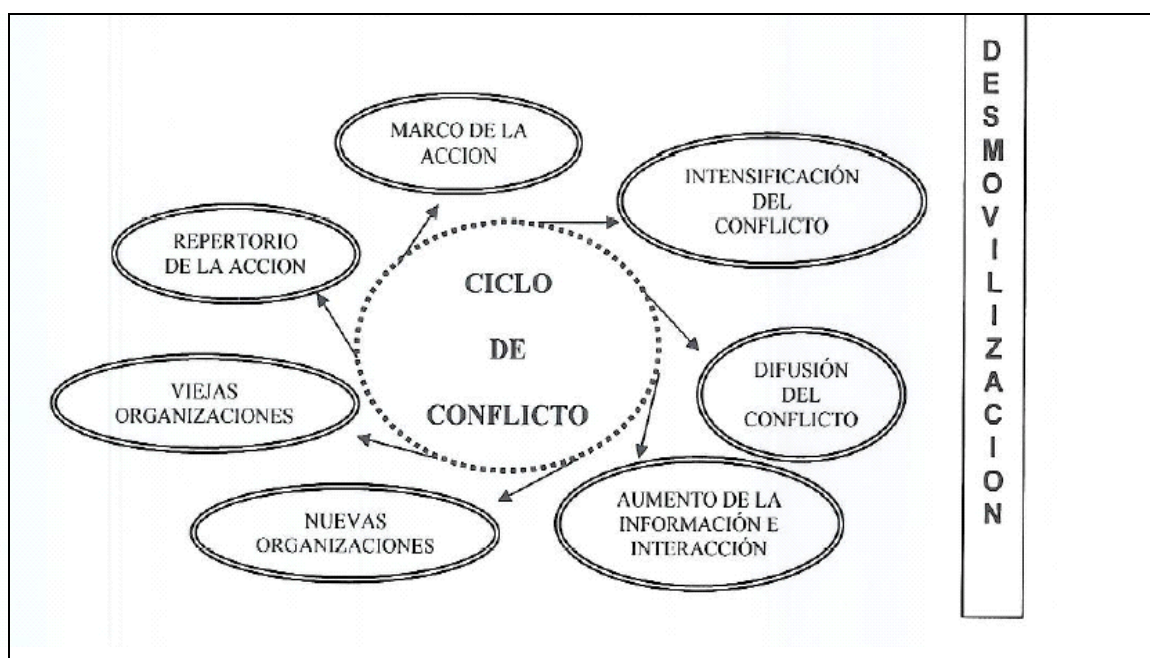 MARCO DE LA
ACCION
INTENSIFICACIÓN
DEL
CONFLICTO
REPERTORIO
DE LA ACCION
CICLO
DE
CONFLICTO
DIFUSIÓN
DEL
CONFLICTO
VIEJAS
ORGANIZACIONES
AUMENTO DE LA
INFORMACIÓN E
INTERACCIÓN
NUEVAS
ORGANIZACIONES
DESMOVILIZACION